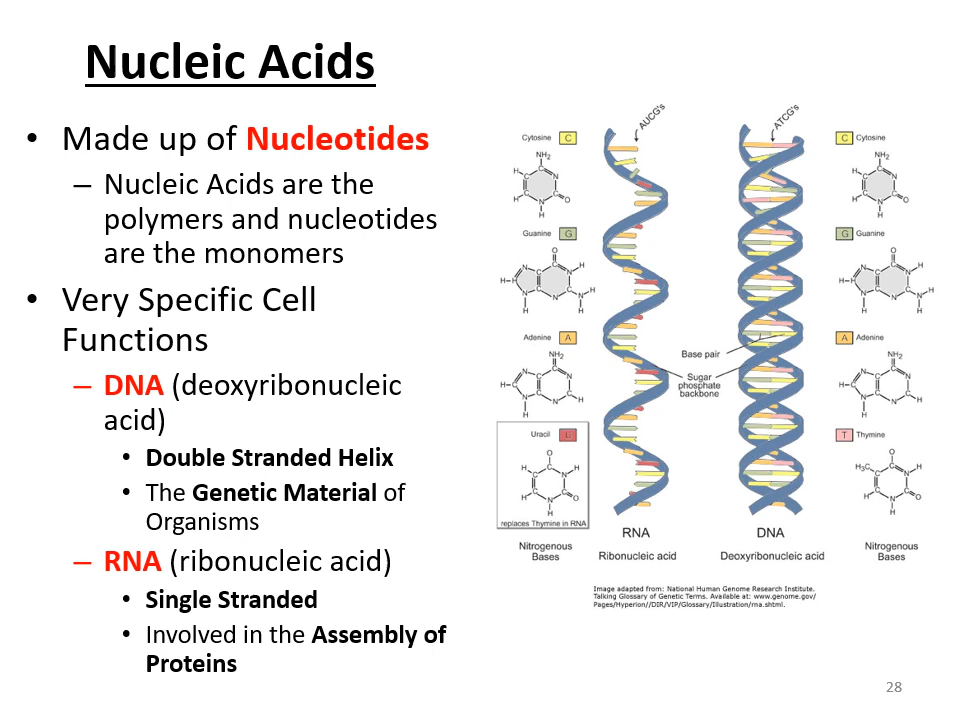 Nucleic Acids
• Made up of Nucleotides
– Nucleic Acids are the
polymers and nucleotides
are the monomers
• Very Specific Cell
Functions
– DNA (deoxyribonucleic
acid)
• Double Stranded Helix
• The Genetic Material of
Organisms
– RNA (ribonucleic acid)
• Single Stranded
• Involved in the Assembly of
Proteins
AUCG's
ATCG's
Cytosine C
NH2
H
C
C
N
C
C
H
N
O
H
Guanine G
O
N
C
C
N
H
H
C
C
C
N
N
H
H
N
H
Adenine A
NH2
N
C
C
N
H
C
C
C
N
N
H
H
Uracil
O
H
C
C
N
H
C
C
H
N
O
H
replaces Thymine in RNA
Nitrogenous
Bases
Base pair
Sugar
phosphate
backbone
RNA
Ribonucleic acid
DNA
Deoxyribonucleic acid
C Cytosine
NH2
H
C
C
N
C
C
H
N
O
H
G Guanine
O
N
C
C
N
H
H
C
C
C
N
N
H
H
N
H
A Adenine
NH2
N
C
C
N
H
C
C
C
N
N
H
H
T Thymine
O
H3C
C
C
N
H
C
C
H
N
O
H
Nitrogenous
Bases
Image adapted from: National Human Genome Research Institute.
Talking Glossary of Genetic Terms. Available at: www.genome.gov/
Pages/Hyperion//DIR/VIP/Glossary/Illustration/rna.shtml.
28